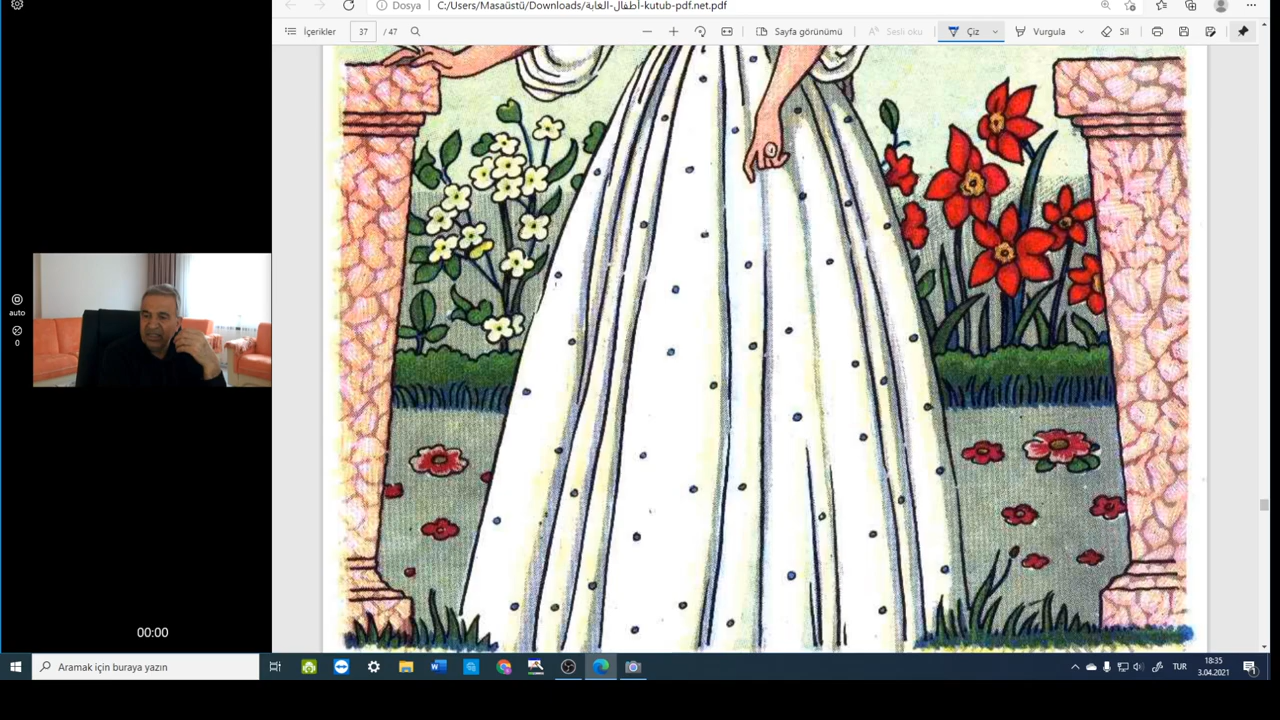 Dosya
C:/Users/Masaüstü/Downloads/أطفال-الغابة-kutub-pdf.net.pdf
İçerikler
37
/ 47
Sayfa görünümü
Sesli oku
Çiz
Vurgula
Sil
auto
0
00:00
Aramak için buraya yazın
TUR
18:35
3.04.2021
1